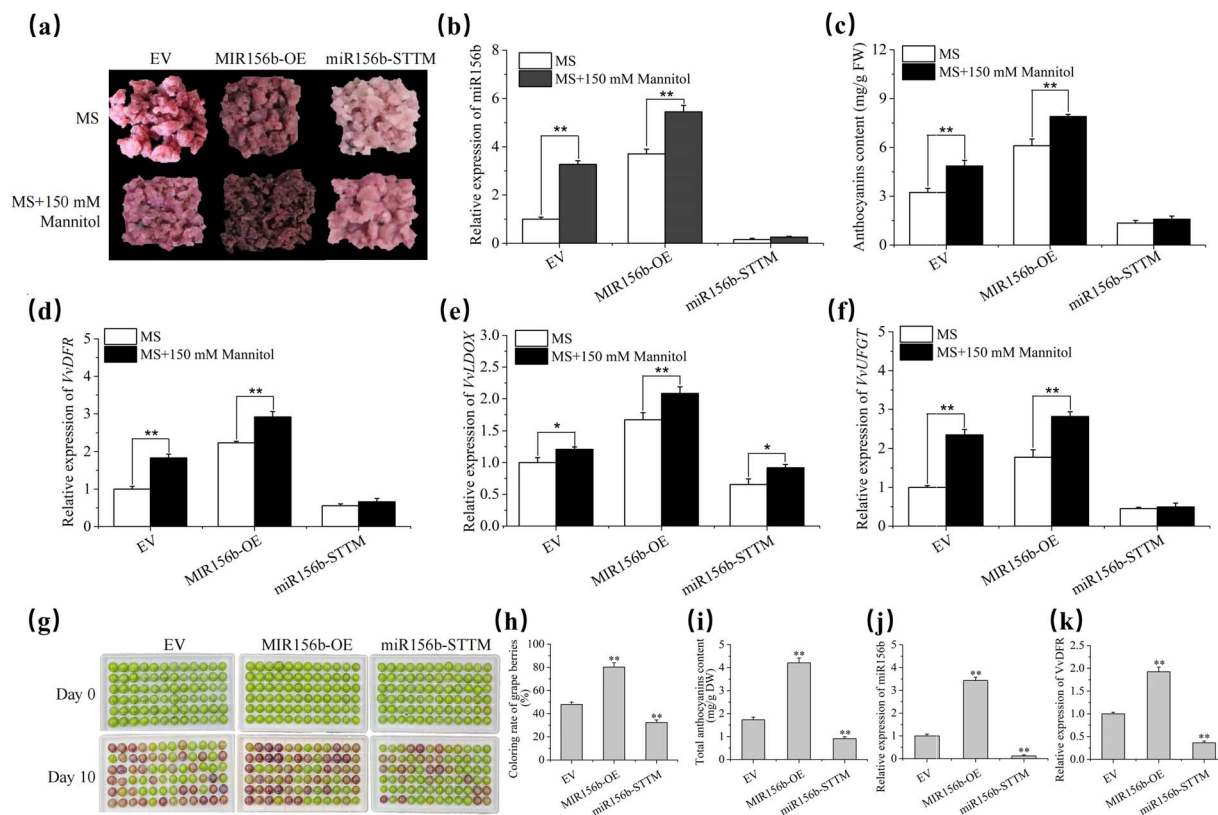 (a)
EV MIR156b-OE miR156b-STTM
MS
MS+150 mM
Mannitol
(b)
Relative expression of miR156b
8
6
4
2
0
MS
MS+150 mM Mannitol
**
**
EV
MIR156b-OE
miR156b-STTM
(c)
Anthocyanins content (mg/g FW)
12
9
6
3
0
MS
MS+150 mM Mannitol
**
**
EV
MIR156b-OE
miR156b-STTM
(d)
Relative expression of VvDFR
5
4
3
2
1
0
MS
MS+150 mM Mannitol
**
**
EV
MIR156b-OE
miR156b-STTM
(e)
Relative expression of VvLDOX
3.0
2.5
2.0
1.5
1.0
0.5
0.0
MS
MS+150 mM Mannitol
*
**
*
EV
MIR156b-OE
miR156b-STTM
(f)
Relative expression of VvUFGT
5
4
3
2
1
0
MS
MS+150 mM Mannitol
**
**
EV
MIR156b-OE
miR156b-STTM
(g)
EV MIR156b-OE miR156b-STTM
Day 0
Day 10
(h)
Coloring rate of grape berries
(%)
100
80
60
40
20
0
**
**
EV
MIR156b-OE
miR156b-STTM
(i)
Total anthocyanins content
(mg/g DW)
5
4
3
2
1
0
**
**
EV
MIR156b-OE
miR156b-STTM
(j)
Relative expression of miR156b
5
4
3
2
1
0
**
**
EV
MIR156b-OE
miR156b-STTM
(k)
Relative expression of VvDFR
2.5
2.0
1.5
1.0
0.5
0.0
**
**
EV
MIR156b-OE
miR156b-STTM